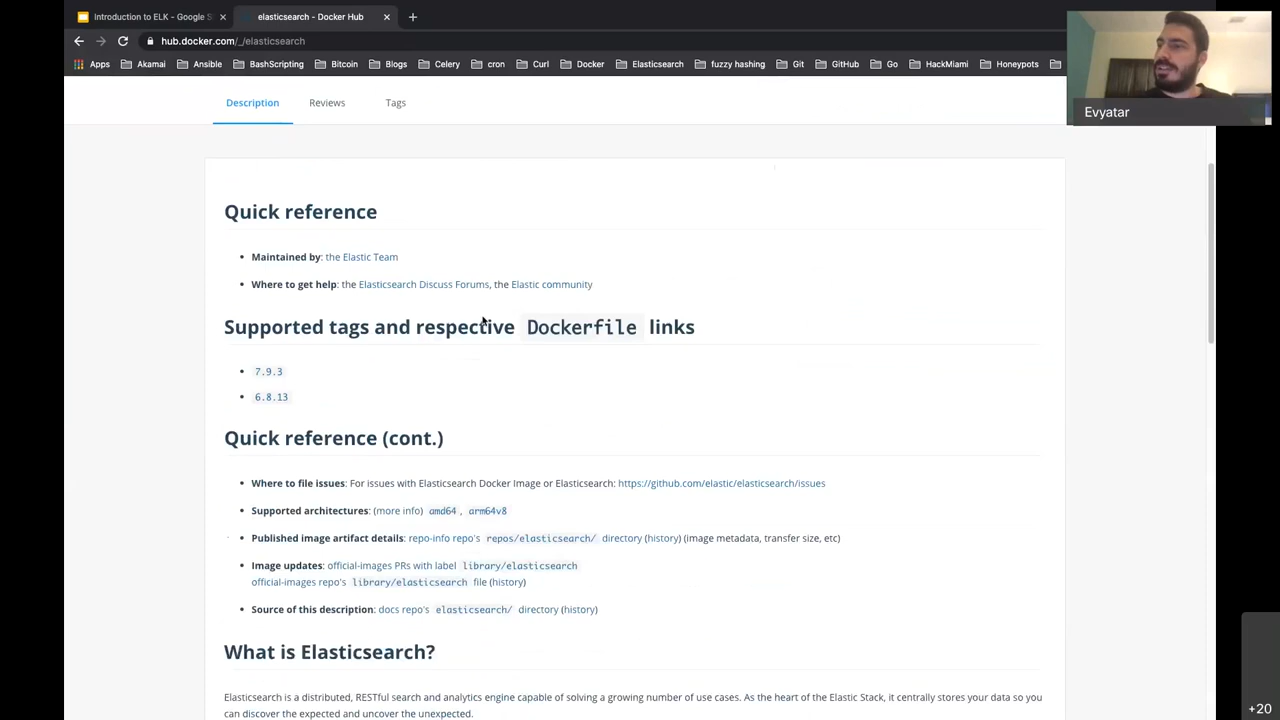 Introduction to ELK - Google S
elasticsearch - Docker Hub
hub.docker.com/_/elasticsearch
Apps Akamai Ansible BashScripting Bitcoin Blogs Celery cron Curl Docker Elasticsearch fuzzy hashing Git GitHub Go HackMiami Honeypots
Evyatar
Description Reviews Tags
Quick reference
• Maintained by: the Elastic Team
• Where to get help: the Elasticsearch Discuss Forums, the Elastic community
Supported tags and respective Dockerfile links
• 7.9.3
• 6.8.13
Quick reference (cont.)
• Where to file issues: For issues with Elasticsearch Docker Image or Elasticsearch: https://github.com/elastic/elasticsearch/issues
• Supported architectures: (more info) amd64 , arm64v8
• Published image artifact details: repo-info repo's repos/elasticsearch/ directory (history) (image metadata, transfer size, etc)
• Image updates: official-images PRs with label library/elasticsearch
official-images repo's library/elasticsearch file (history)
• Source of this description: docs repo's elasticsearch/ directory (history)
What is Elasticsearch?
Elasticsearch is a distributed, RESTful search and analytics engine capable of solving a growing number of use cases. As the heart of the Elastic Stack, it centrally stores your data so you
can discover the expected and uncover the unexpected.
+20